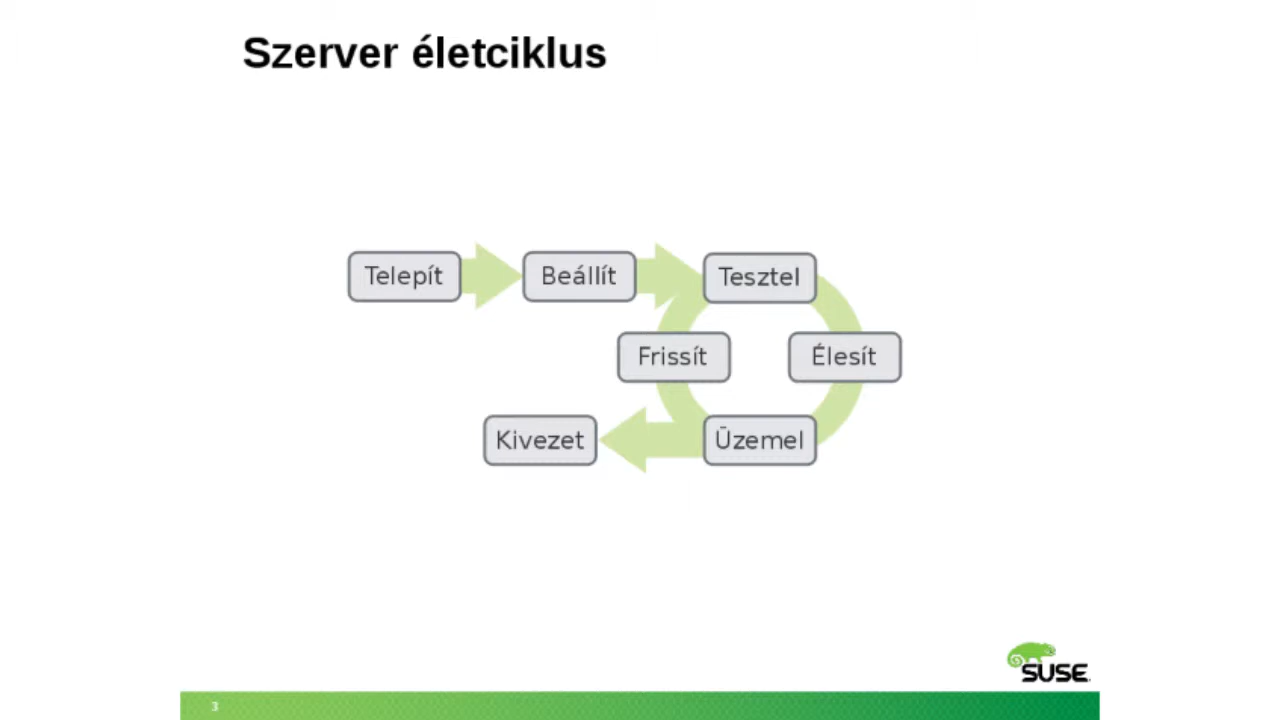 Szerver életciklus
Telepít
Beállít
Tesztel
Frissít
Élesít
Kivezet
Üzemel
SUSE
3